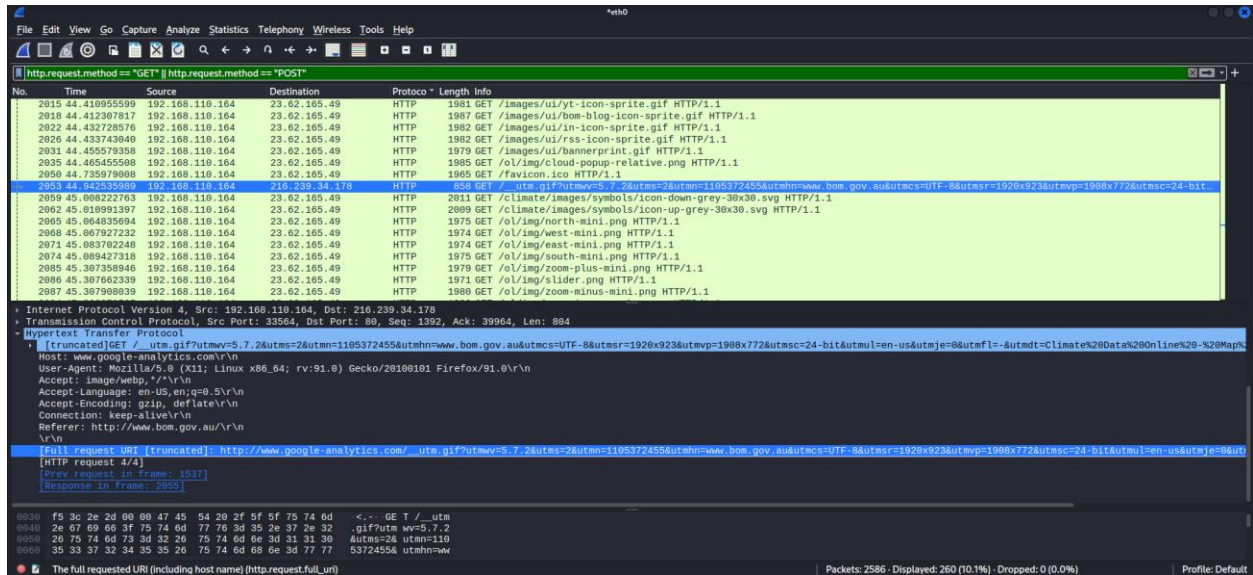 *eth0
File Edit View Go Capture Analyze Statistics Telephony Wireless Tools Help
http.request.method == "GET" || http.request.method == "POST"
No. Time Source Destination Protoco Length Info
2015 44.410955599 192.168.110.164 23.62.165.49 HTTP 1981 GET /images/ui/yt-icon-sprite.gif HTTP/1.1
2018 44.412307817 192.168.110.164 23.62.165.49 HTTP 1987 GET /images/ui/bom-blog-icon-sprite.gif HTTP/1.1
2022 44.432728576 192.168.110.164 23.62.165.49 HTTP 1982 GET /images/ui/in-icon-sprite.gif HTTP/1.1
2026 44.433743040 192.168.110.164 23.62.165.49 HTTP 1982 GET /images/ui/rss-icon-sprite.gif HTTP/1.1
2031 44.455579358 192.168.110.164 23.62.165.49 HTTP 1979 GET /images/ui/bannerprint.gif HTTP/1.1
2035 44.465455508 192.168.110.164 23.62.165.49 HTTP 1985 GET /ol/img/cloud-popup-relative.png HTTP/1.1
2050 44.735979008 192.168.110.164 23.62.165.49 HTTP 1965 GET /favicon.ico HTTP/1.1
2053 44.942535989 192.168.110.164 216.239.34.178 HTTP 858 GET /__utm.gif?utmwv=5.7.2&utms=2&utmn=1105372455&utmhn=www.bom.gov.au&utmcs=UTF-8&utmsr=1920x923&utmvp=1908x772&utmsc=24-bit…
2059 45.008222763 192.168.110.164 23.62.165.49 HTTP 2011 GET /climate/images/symbols/icon-down-grey-30x30.svg HTTP/1.1
2062 45.010991397 192.168.110.164 23.62.165.49 HTTP 2009 GET /climate/images/symbols/icon-up-grey-30x30.svg HTTP/1.1
2065 45.064835694 192.168.110.164 23.62.165.49 HTTP 1975 GET /ol/img/north-mini.png HTTP/1.1
2068 45.067927232 192.168.110.164 23.62.165.49 HTTP 1974 GET /ol/img/west-mini.png HTTP/1.1
2071 45.083702248 192.168.110.164 23.62.165.49 HTTP 1974 GET /ol/img/east-mini.png HTTP/1.1
2074 45.089427318 192.168.110.164 23.62.165.49 HTTP 1975 GET /ol/img/south-mini.png HTTP/1.1
2085 45.307358946 192.168.110.164 23.62.165.49 HTTP 1979 GET /ol/img/zoom-plus-mini.png HTTP/1.1
2086 45.307662339 192.168.110.164 23.62.165.49 HTTP 1971 GET /ol/img/slider.png HTTP/1.1
2087 45.307908039 192.168.110.164 23.62.165.49 HTTP 1980 GET /ol/img/zoom-minus-mini.png HTTP/1.1
Internet Protocol Version 4, Src: 192.168.110.164, Dst: 216.239.34.178
Transmission Control Protocol, Src Port: 33564, Dst Port: 80, Seq: 1392, Ack: 39964, Len: 804
Hypertext Transfer Protocol
[truncated]GET /__utm.gif?utmwv=5.7.2&utms=2&utmn=1105372455&utmhn=www.bom.gov.au&utmcs=UTF-8&utmsr=1920x923&utmvp=1908x772&utmsc=24-bit&utmul=en-us&utmje=0&utmfl=-&utmdt=Climate%20Data%20Online%20-%20Map%
Host: www.google-analytics.com\r\n
User-Agent: Mozilla/5.0 (X11; Linux x86_64; rv:91.0) Gecko/20100101 Firefox/91.0\r\n
Accept: image/webp,*/*\r\n
Accept-Language: en-US,en;q=0.5\r\n
Accept-Encoding: gzip, deflate\r\n
Connection: keep-alive\r\n
Referer: http://www.bom.gov.au/\r\n
\r\n
[Full request URI [truncated]: http://www.google-analytics.com/__utm.gif?utmwv=5.7.2&utms=2&utmn=1105372455&utmhn=www.bom.gov.au&utmcs=UTF-8&utmsr=1920x923&utmvp=1908x772&utmsc=24-bit&utmul=en-us&utmje=0&ut
[HTTP request 4/4]
[Prev request in frame: 1537]
[Response in frame: 2055]
0030 f5 3c 2e 2d 00 00 47 45 54 20 2f 5f 5f 75 74 6d ·<.-··GE T /__utm
0040 2e 67 69 66 3f 75 74 6d 77 76 3d 35 2e 37 2e 32 .gif?utm wv=5.7.2
0050 26 75 74 6d 73 3d 32 26 75 74 6d 6e 3d 31 31 30 &utms=2& utmn=110
0060 35 33 37 32 34 35 35 26 75 74 6d 68 6e 3d 77 77 5372455& utmhn=ww
The full requested URI (including host name) (http.request.full_uri)
Packets: 2586 · Displayed: 260 (10.1%) · Dropped: 0 (0.0%)
Profile: Default